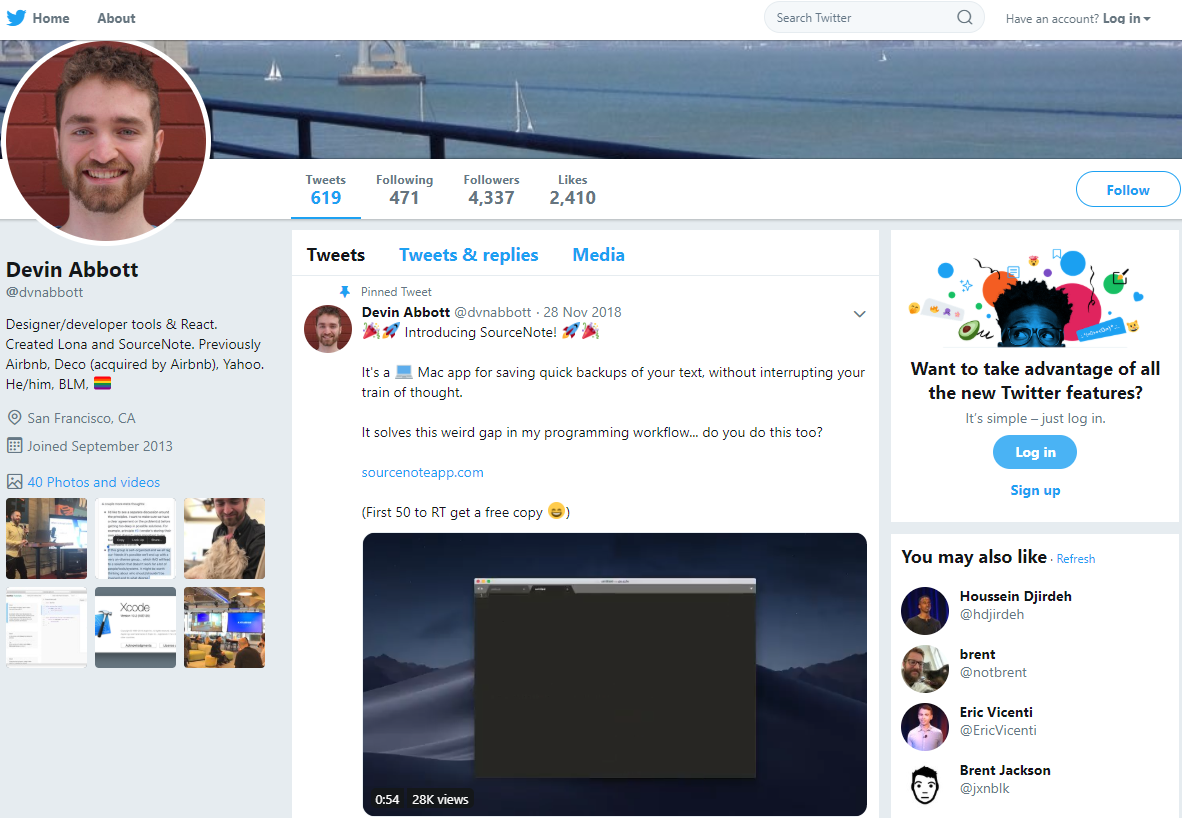 Home About
Search Twitter
Have an account? Log in
Tweets Following Followers Likes
619 471 4,337 2,410
Follow
Devin Abbott
@dvnabbott
Designer/developer tools & React.
Created Lona and SourceNote. Previously
Airbnb, Deco (acquired by Airbnb), Yahoo.
He/him, BLM, 🏳️‍🌈
San Francisco, CA
Joined September 2013
40 Photos and videos
Xcode
Tweets Tweets & replies Media
Pinned Tweet
Devin Abbott @dvnabbott · 28 Nov 2018
🎉🚀 Introducing SourceNote! 🚀🎉
It's a 💻 Mac app for saving quick backups of your text, without interrupting your
train of thought.
It solves this weird gap in my programming workflow... do you do this too?
sourcenoteapp.com
(First 50 to RT get a free copy 😄)
0:54 28K views
Want to take advantage of all
the new Twitter features?
It's simple – just log in.
Log in
Sign up
You may also like · Refresh
Houssein Djirdeh
@hdjirdeh
brent
@notbrent
Eric Vicenti
@EricVicenti
Brent Jackson
@jxnblk